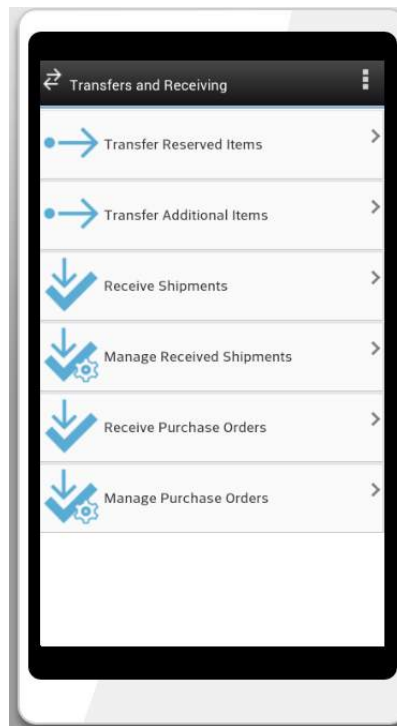 Transfers and Receiving
Transfer Reserved Items
Transfer Additional Items
Receive Shipments
Manage Received Shipments
Receive Purchase Orders
Manage Purchase Orders